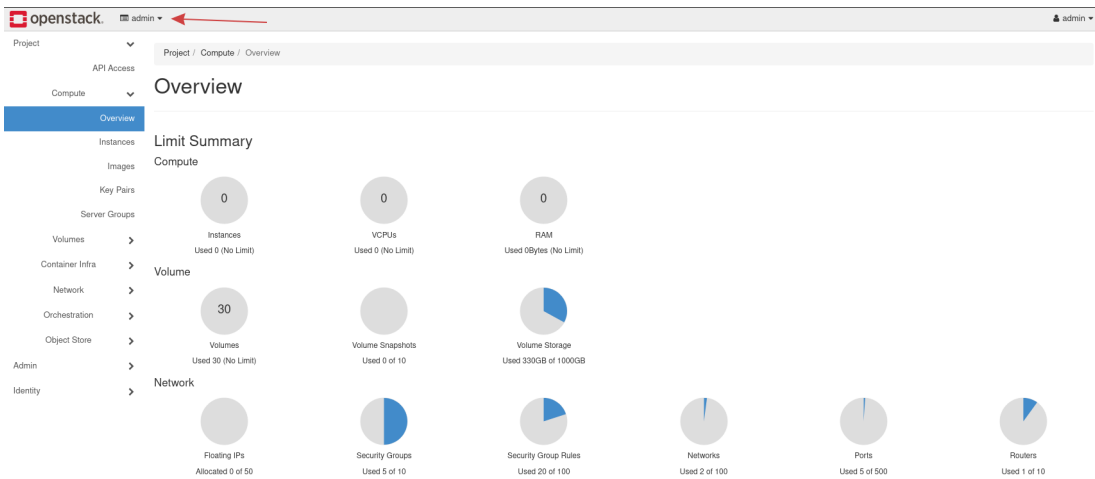 openstack. admin admin
Project
API Access
Compute
Overview
Instances
Images
Key Pairs
Server Groups
Volumes
Container Infra
Network
Orchestration
Object Store
Admin
Identity
Project / Compute / Overview
Overview
Limit Summary
Compute
0 0 0
Instances VCPUs RAM
Used 0 (No Limit) Used 0 (No Limit) Used 0Bytes (No Limit)
Volume
30
Volumes Volume Snapshots Volume Storage
Used 30 (No Limit) Used 0 of 10 Used 330GB of 1000GB
Network
Floating IPs Security Groups Security Group Rules Networks Ports Routers
Allocated 0 of 50 Used 5 of 10 Used 20 of 100 Used 2 of 100 Used 5 of 500 Used 1 of 10